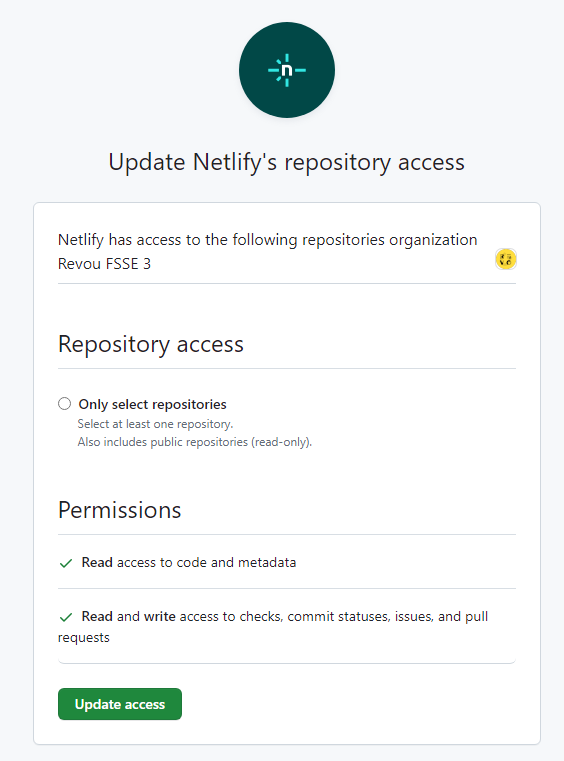 n
Update Netlify's repository access
Netlify has access to the following repositories organization
Revou FSSE 3
Repository access
Only select repositories
Select at least one repository.
Also includes public repositories (read-only).
Permissions
Read access to code and metadata
Read and write access to checks, commit statuses, issues, and pull
requests
Update access